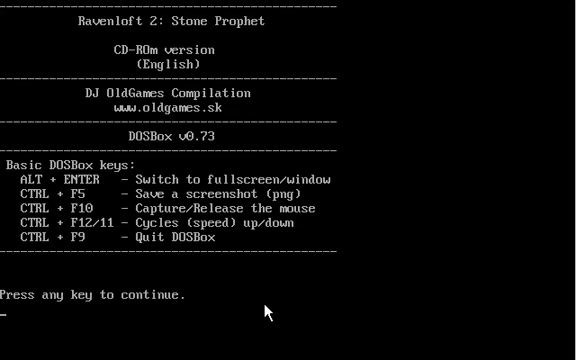 Ravenloft 2: Stone Prophet
CD-ROm version
(English)
DJ OldGames Compilation
www.oldgames.sk
DOSBox v0.73
Basic DOSBox keys:
ALT + ENTER - Switch to fullscreen/window
CTRL + F5 - Save a screenshot (png)
CTRL + F10 - Capture/Release the mouse
CTRL + F12/11 - Cycles (speed) up/down
CTRL + F9 - Quit DOSBox
Press any key to continue.